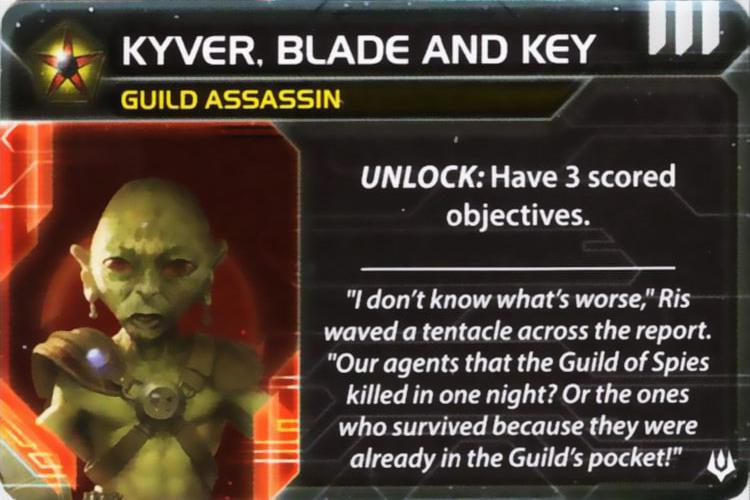 KYVER, BLADE AND KEY
GUILD ASSASSIN
UNLOCK: Have 3 scored
objectives.
"I don't know what's worse," Ris
waved a tentacle across the report.
"Our agents that the Guild of Spies
killed in one night? Or the ones
who survived because they were
already in the Guild's pocket!"